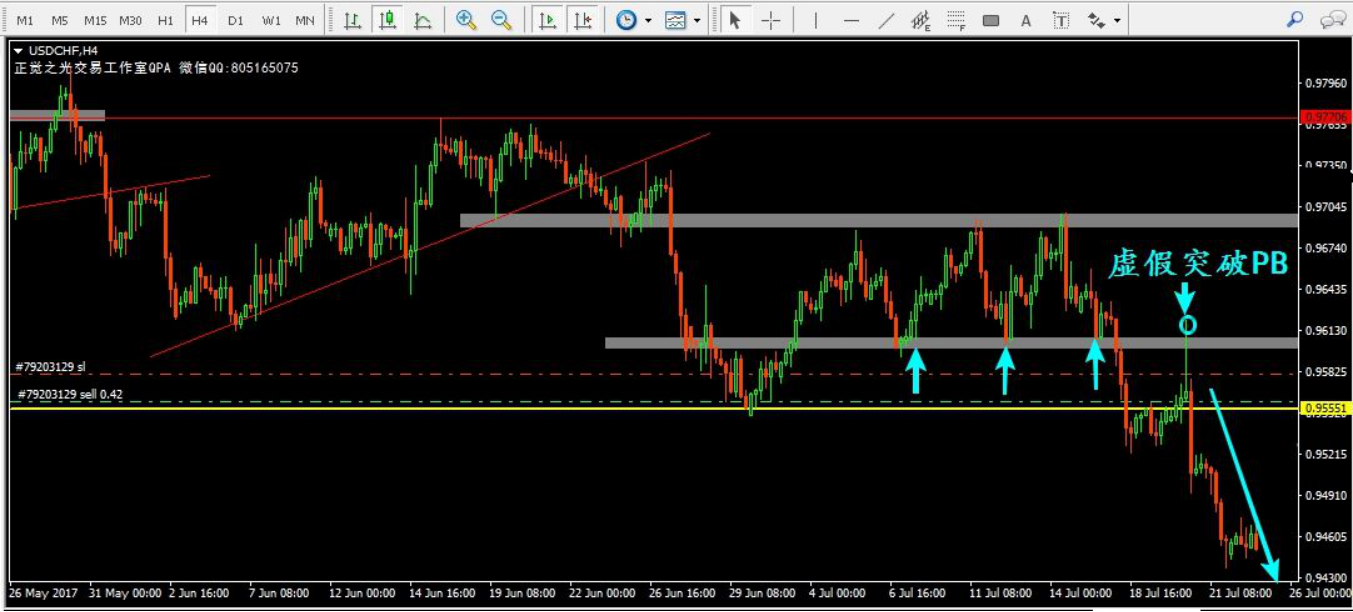 M1 M5 M15 M30 H1 H4 D1 W1 MN
E F A T
USDCHF,H4
正觉之光交易工作室QPA 微信QQ:805165075
0.97960
0.97706
0.97655
0.97350
0.97045
0.96740
虚假突破PB
0.96435
0.96130
#79203129 sl
0.95825
#79203129 sell 0.42
0.95551
0.95215
0.94910
0.94605
0.94300
26 May 2017 31 May 00:00 2 Jun 16:00 7 Jun 08:00 12 Jun 00:00 14 Jun 16:00 19 Jun 08:00 22 Jun 00:00 26 Jun 16:00 29 Jun 08:00 4 Jul 00:00 6 Jul 16:00 11 Jul 08:00 14 Jul 00:00 18 Jul 16:00 21 Jul 08:00 26 Jul 00:00